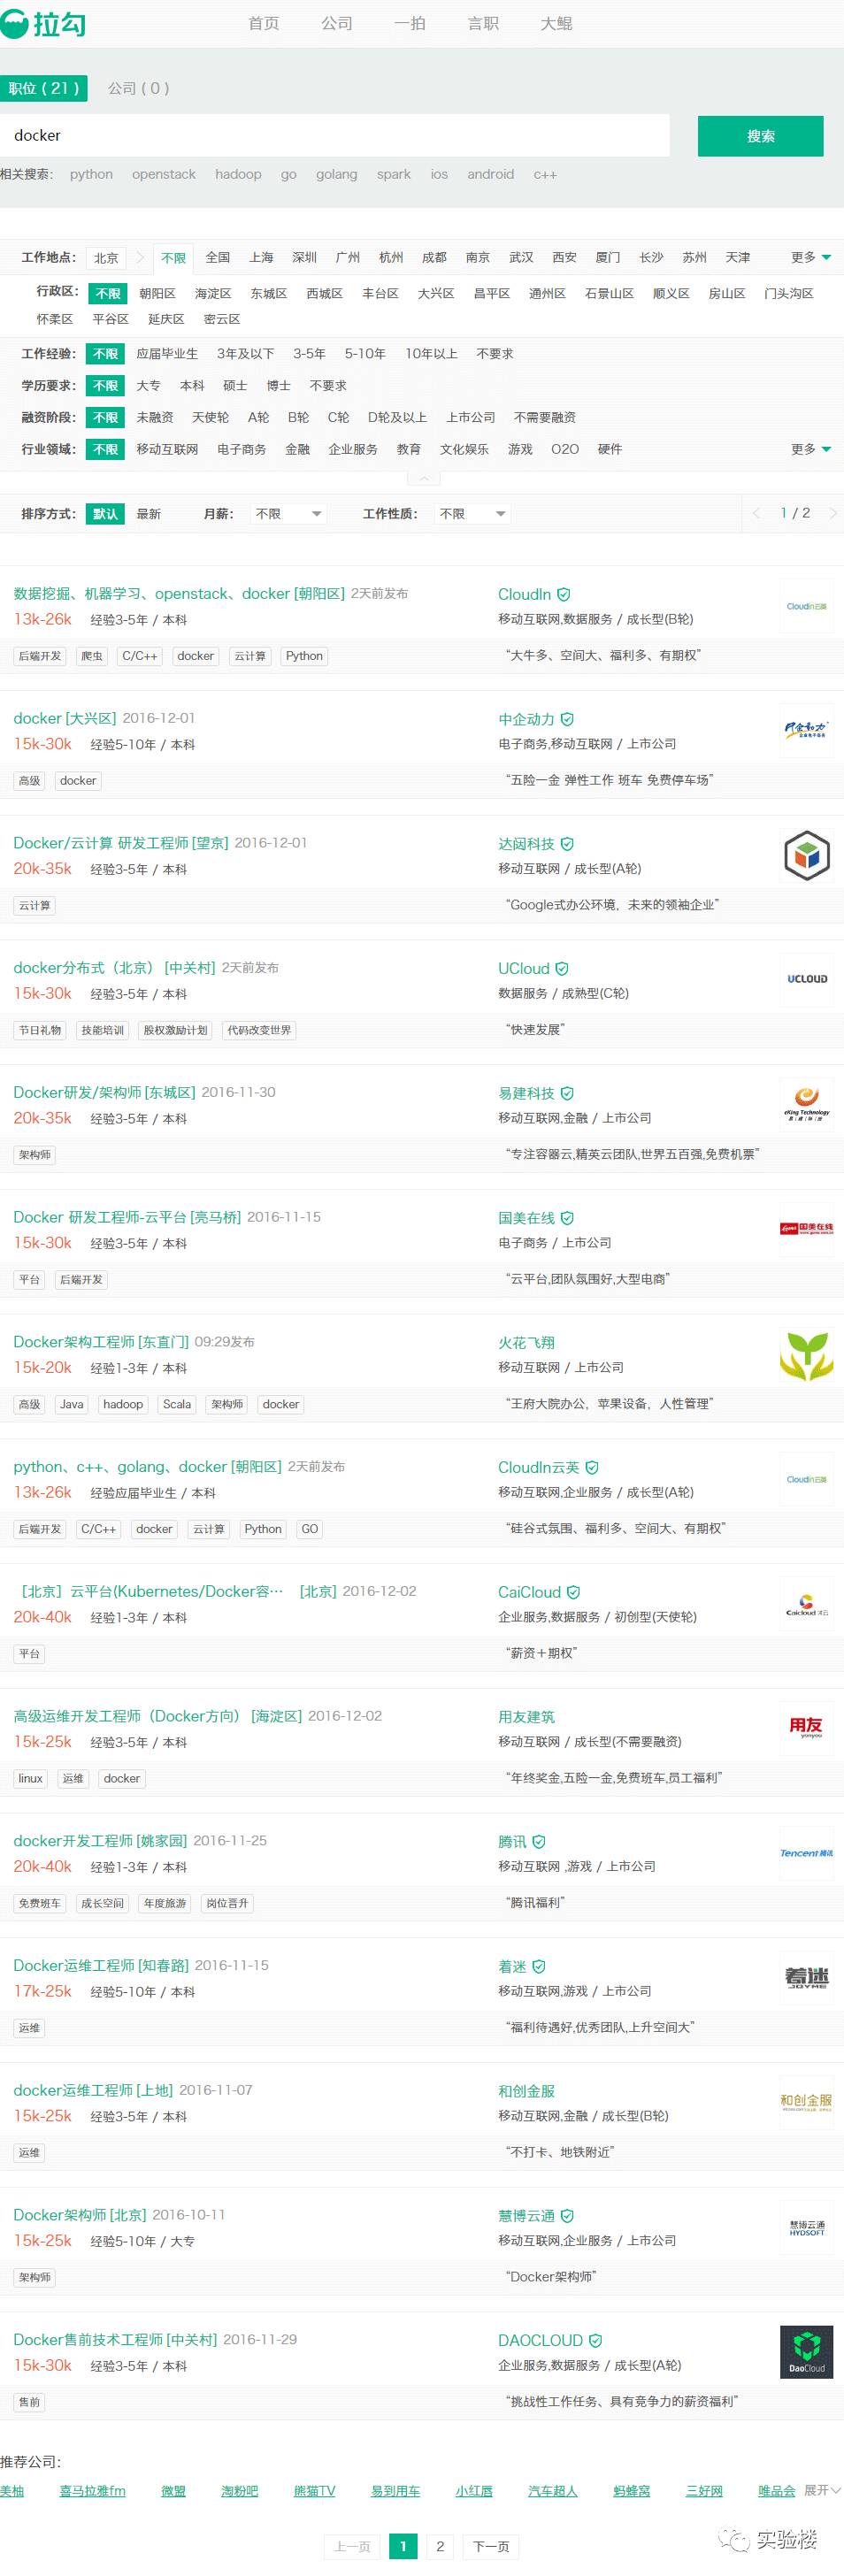 拉勾 首页 公司 一拍 言职 大鲲
职位 ( 21 ) 公司 ( 0 )
docker 搜索
相关搜索: python openstack hadoop go golang spark ios android c++
工作地点: 北京 不限 全国 上海 深圳 广州 杭州 成都 南京 武汉 西安 厦门 长沙 苏州 天津 更多
行政区: 不限 朝阳区 海淀区 东城区 西城区 丰台区 大兴区 昌平区 通州区 石景山区 顺义区 房山区 门头沟区
怀柔区 平谷区 延庆区 密云区
工作经验: 不限 应届毕业生 3年及以下 3-5年 5-10年 10年以上 不要求
学历要求: 不限 大专 本科 硕士 博士 不要求
融资阶段: 不限 未融资 天使轮 A轮 B轮 C轮 D轮及以上 上市公司 不需要融资
行业领域: 不限 移动互联网 电子商务 金融 企业服务 教育 文化娱乐 游戏 O2O 硬件 更多
排序方式: 默认 最新 月薪: 不限 工作性质: 不限 1 / 2
数据挖掘、机器学习、openstack、docker [朝阳区] 2天前发布 CloudIn
13k-26k 经验3-5年 / 本科 移动互联网,数据服务 / 成长型(B轮) CloudIn云英
后端开发 爬虫 C/C++ docker 云计算 Python “大牛多、空间大、福利多、有期权”
docker [大兴区] 2016-12-01 中企动力
15k-30k 经验5-10年 / 本科 电子商务,移动互联网 / 上市公司 中企动力
高级 docker “五险一金 弹性工作 班车 免费停车场”
Docker/云计算 研发工程师 [望京] 2016-12-01 达闼科技
20k-35k 经验3-5年 / 本科 移动互联网 / 成长型(A轮)
云计算 “Google式办公环境，未来的领袖企业”
docker分布式（北京） [中关村] 2天前发布 UCloud
15k-30k 经验3-5年 / 本科 数据服务 / 成熟型(C轮) UCLOUD
节日礼物 技能培训 股权激励计划 代码改变世界 “快速发展”
Docker研发/架构师 [东城区] 2016-11-30 易建科技
20k-35k 经验3-5年 / 本科 移动互联网,金融 / 上市公司 eKing Technology 易建科技
架构师 “专注容器云,精英云团队,世界五百强,免费机票”
Docker 研发工程师-云平台 [亮马桥] 2016-11-15 国美在线
15k-30k 经验3-5年 / 本科 电子商务 / 上市公司 国美在线
平台 后端开发 “云平台,团队氛围好,大型电商”
Docker架构工程师 [东直门] 09:29发布 火花飞翔
15k-20k 经验1-3年 / 本科 移动互联网 / 上市公司
高级 Java hadoop Scala 架构师 docker “王府大院办公，苹果设备，人性管理”
python、c++、golang、docker [朝阳区] 2天前发布 CloudIn云英
13k-26k 经验应届毕业生 / 本科 移动互联网,企业服务 / 成长型(A轮) CloudIn云英
后端开发 C/C++ docker 云计算 Python GO “硅谷式氛围、福利多、空间大、有期权”
［北京］云平台(Kubernetes/Docker容… [北京] 2016-12-02 CaiCloud
20k-40k 经验1-3年 / 本科 企业服务,数据服务 / 初创型(天使轮) Caicloud 才云
平台 “薪资＋期权”
高级运维开发工程师（Docker方向） [海淀区] 2016-12-02 用友建筑
15k-25k 经验3-5年 / 本科 移动互联网 / 成长型(不需要融资) 用友 yonyou
linux 运维 docker “年终奖金,五险一金,免费班车,员工福利”
docker开发工程师 [姚家园] 2016-11-25 腾讯
20k-40k 经验1-3年 / 本科 移动互联网 ,游戏 / 上市公司 Tencent 腾讯
免费班车 成长空间 年度旅游 岗位晋升 “腾讯福利”
Docker运维工程师 [知春路] 2016-11-15 着迷
17k-25k 经验5-10年 / 本科 移动互联网,游戏 / 上市公司 着迷 JOYME
运维 “福利待遇好,优秀团队,上升空间大”
docker运维工程师 [上地] 2016-11-07 和创金服
15k-25k 经验3-5年 / 本科 移动互联网,金融 / 成长型(B轮) 和创金服
运维 “不打卡、地铁附近”
Docker架构师 [北京] 2016-10-11 慧博云通
15k-25k 经验5-10年 / 大专 移动互联网,企业服务 / 上市公司 慧博云通 HYDSOFT
架构师 “Docker架构师”
Docker售前技术工程师 [中关村] 2016-11-29 DAOCLOUD
15k-30k 经验3-5年 / 本科 企业服务,数据服务 / 成长型(A轮) DaoCloud
售前 “挑战性工作任务、具有竞争力的薪资福利”
推荐公司:
美柚 喜马拉雅fm 微盟 淘粉吧 熊猫TV 易到用车 小红唇 汽车超人 蚂蜂窝 三好网 唯品会 展开
上一页 1 2 下一页 实验楼